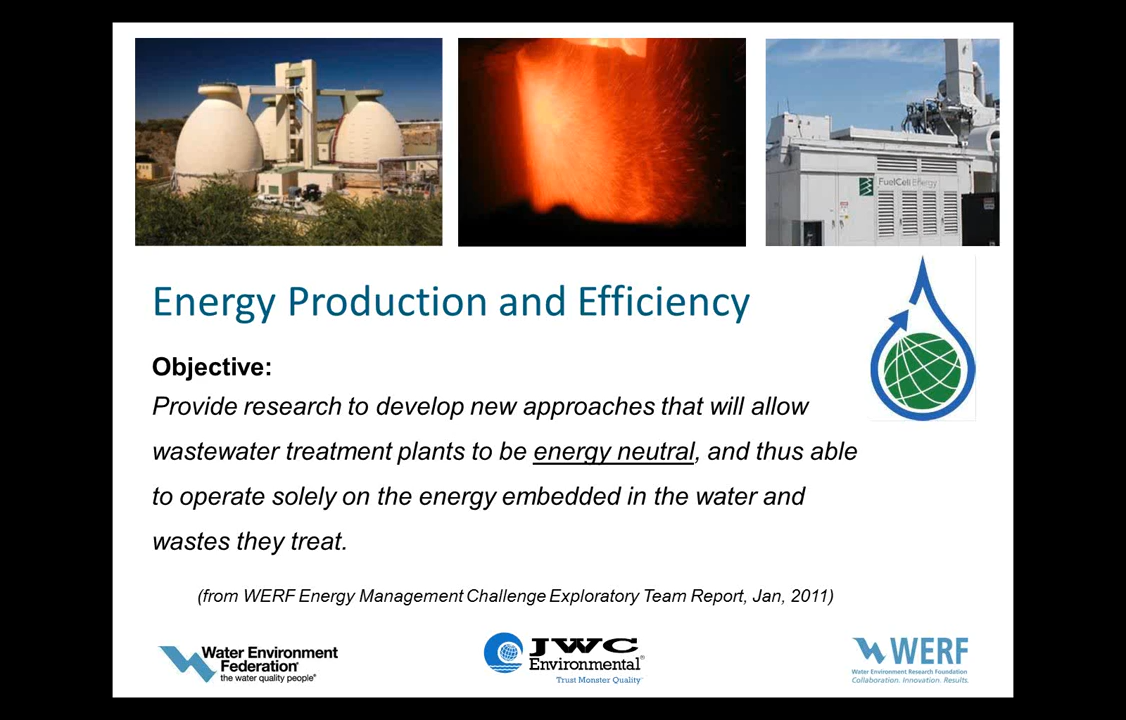 FuelCell Energy
Energy Production and Efficiency
Objective:
Provide research to develop new approaches that will allow
wastewater treatment plants to be energy neutral, and thus able
to operate solely on the energy embedded in the water and
wastes they treat.
(from WERF Energy Management Challenge Exploratory Team Report, Jan, 2011)
Water Environment
Federation®
the water quality people®
JWC
Environmental®
Trust Monster Quality
WERF
Water Environment Research Foundation
Collaboration. Innovation. Results.